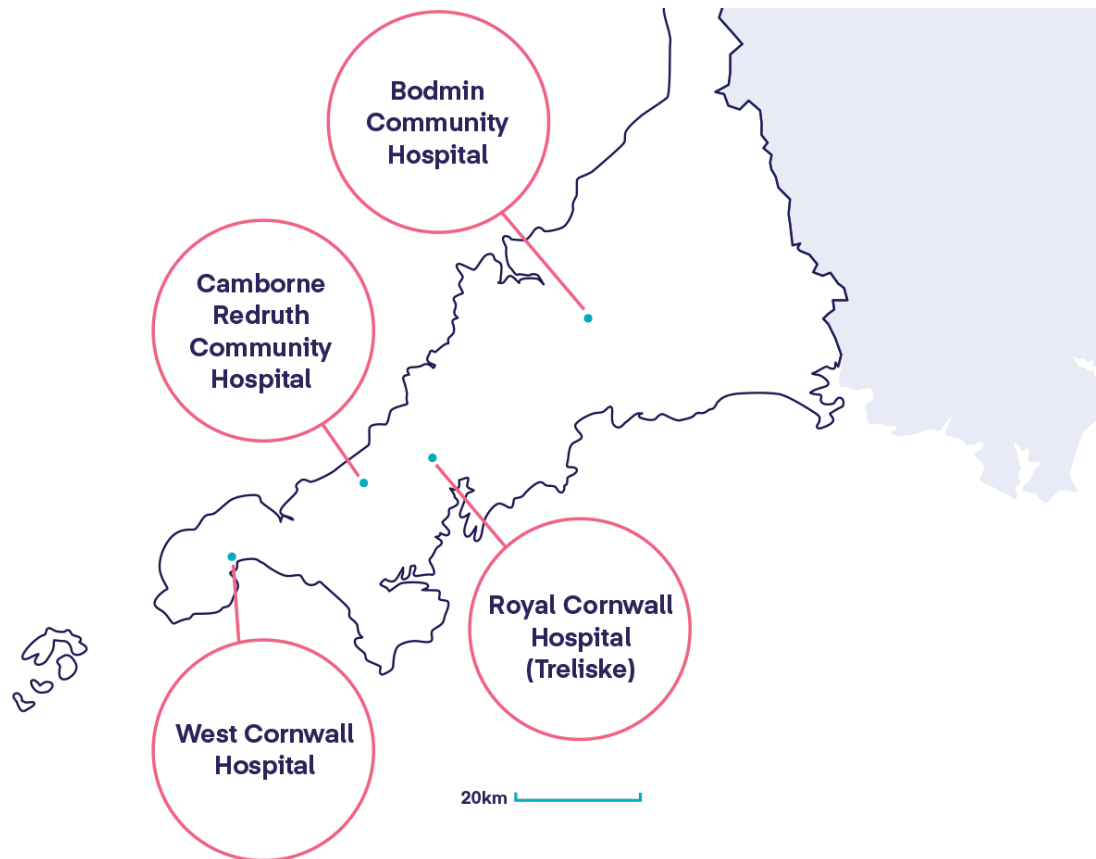 Bodmin
Community
Hospital
Camborne
Redruth
Community
Hospital
Royal Cornwall
Hospital
(Treliske)
West Cornwall
Hospital
20km